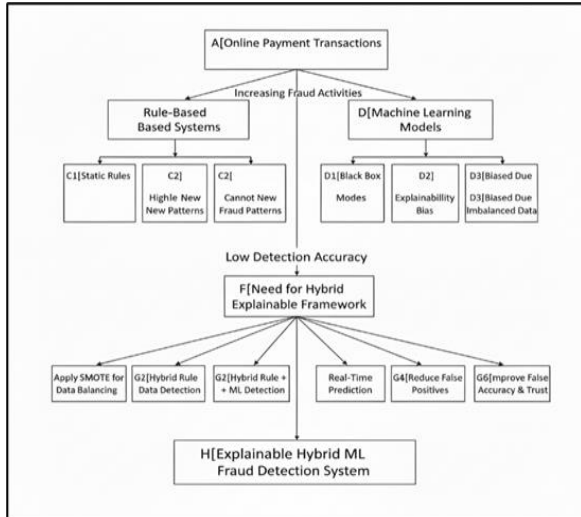 A[Online Payment Transactions
Increasing Fraud Activities
Rule-Based
Based Systems
D[Machine Learning
Models
C1[Static Rules
C2]
Highle New
New Patterns
C2[
Cannot New
Fraud Patterns
D1[Black Box
Modes
D2]
Explainabillity
Bias
D3[Biased Due
D3[Biased Due
Imbalanced Data
Low Detection Accuracy
F[Need for Hybrid
Explainable Framework
Apply SMOTE for
Data Balancing
G2[Hybrid Rule
Data Detection
G2[Hybrid Rule +
+ ML Detection
Real-Time
Prediction
G4[Reduce False
Positives
G6[mprove False
Accuracy & Trust
H[Explainable Hybrid ML
Fraud Detection System